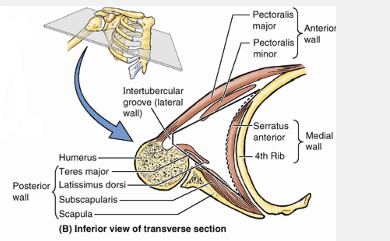 Pectoralis
major
Anterior
wall
Pectoralis
minor
Intertubercular
groove (lateral
wall)
Serratus
anterior
Medial
wall
4th Rib
Humerus
Teres major
Latissimus dorsi
Posterior
wall
Subscapularis
Scapula
(B) Inferior view of transverse section